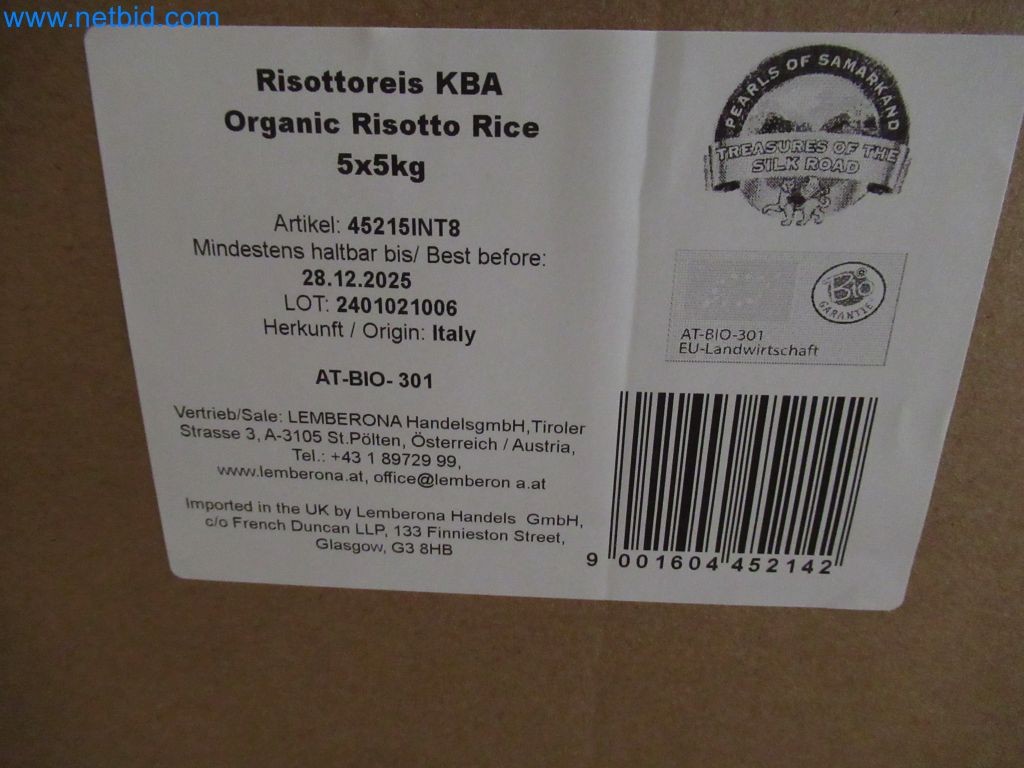 www.netbid.com
Risottoreis KBA
Organic Risotto Rice
5x5kg
Artikel: 45215INT8
Mindestens haltbar bis/ Best before:
28.12.2025
LOT: 2401021006
Herkunft / Origin: Italy
AT-BIO- 301
Vertrieb/Sale: LEMBERONA HandelsgmbH,Tiroler
Strasse 3, A-3105 St.Pölten, Österreich / Austria,
Tel.: +43 1 89729 99,
www.lemberona.at, office@lemberon a.at
Imported in the UK by Lemberona Handels GmbH,
c/o French Duncan LLP, 133 Finnieston Street,
Glasgow, G3 8HB
PEARLS OF SAMARKAND
TREASURES OF THE
SILK ROAD
BIO
GARANTIE
AT-BIO-301
EU-Landwirtschaft
9 001604 452142